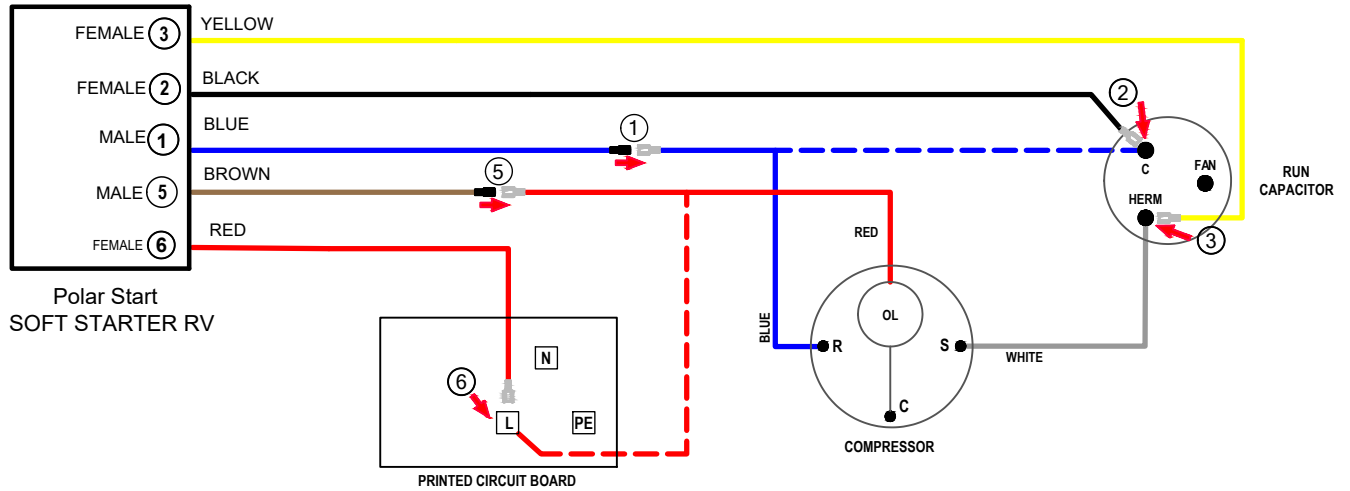 FEMALE 3 YELLOW
FEMALE 2 BLACK
MALE 1 BLUE
MALE 5 BROWN
FEMALE 6 RED
Polar Start
SOFT STARTER RV
1
5
2
C
FAN
HERM
3
RUN
CAPACITOR
RED
BLUE
OL
R
S
C
WHITE
COMPRESSOR
N
6
L
PE
PRINTED CIRCUIT BOARD